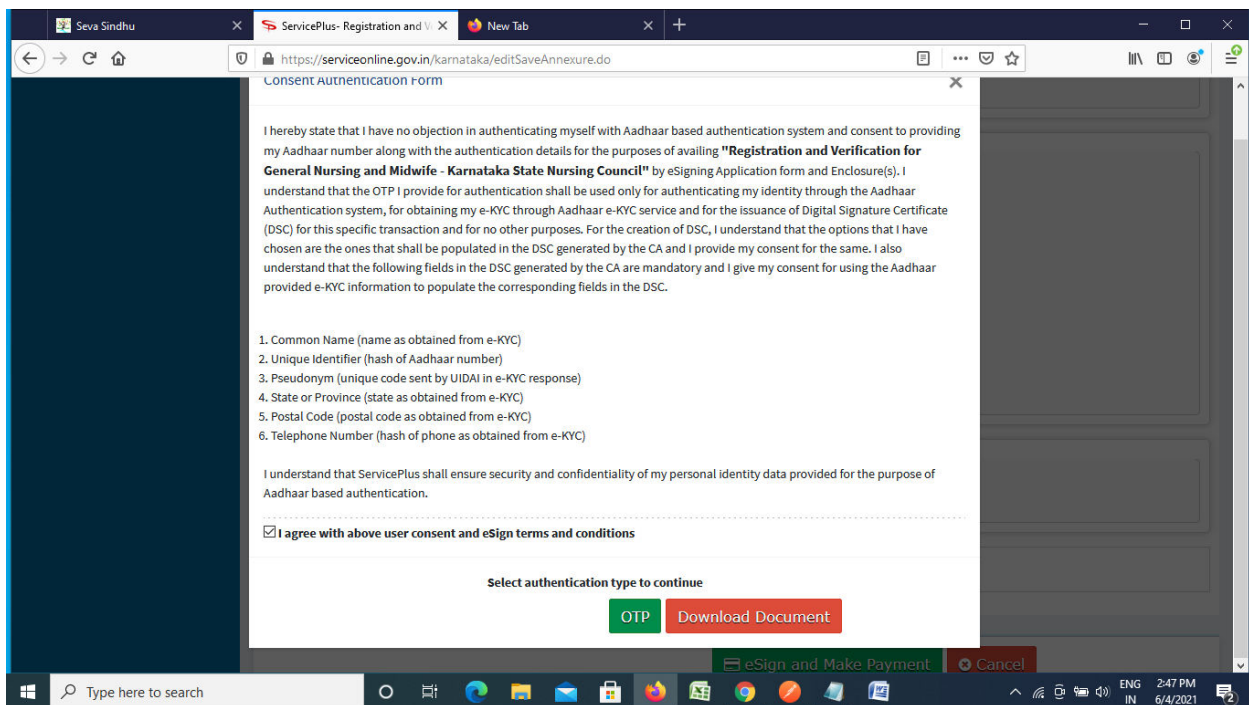 Seva Sindhu
ServicePlus- Registration and Ve
New Tab
https://serviceonline.gov.in/karnataka/editSaveAnnexure.do
Consent Authentication Form
I hereby state that I have no objection in authenticating myself with Aadhaar based authentication system and consent to providing
my Aadhaar number along with the authentication details for the purposes of availing "Registration and Verification for
General Nursing and Midwife - Karnataka State Nursing Council" by eSigning Application form and Enclosure(s). I
understand that the OTP I provide for authentication shall be used only for authenticating my identity through the Aadhaar
Authentication system, for obtaining my e-KYC through Aadhaar e-KYC service and for the issuance of Digital Signature Certificate
(DSC) for this specific transaction and for no other purposes. For the creation of DSC, I understand that the options that I have
chosen are the ones that shall be populated in the DSC generated by the CA and I provide my consent for the same. I also
understand that the following fields in the DSC generated by the CA are mandatory and I give my consent for using the Aadhaar
provided e-KYC information to populate the corresponding fields in the DSC.
1. Common Name (name as obtained from e-KYC)
2. Unique Identifier (hash of Aadhaar number)
3. Pseudonym (unique code sent by UIDAI in e-KYC response)
4. State or Province (state as obtained from e-KYC)
5. Postal Code (postal code as obtained from e-KYC)
6. Telephone Number (hash of phone as obtained from e-KYC)
I understand that ServicePlus shall ensure security and confidentiality of my personal identity data provided for the purpose of
Aadhaar based authentication.
I agree with above user consent and eSign terms and conditions
Select authentication type to continue
OTP
Download Document
eSign and Make Payment
Cancel
Type here to search
ENG
IN
2:47 PM
6/4/2021
2